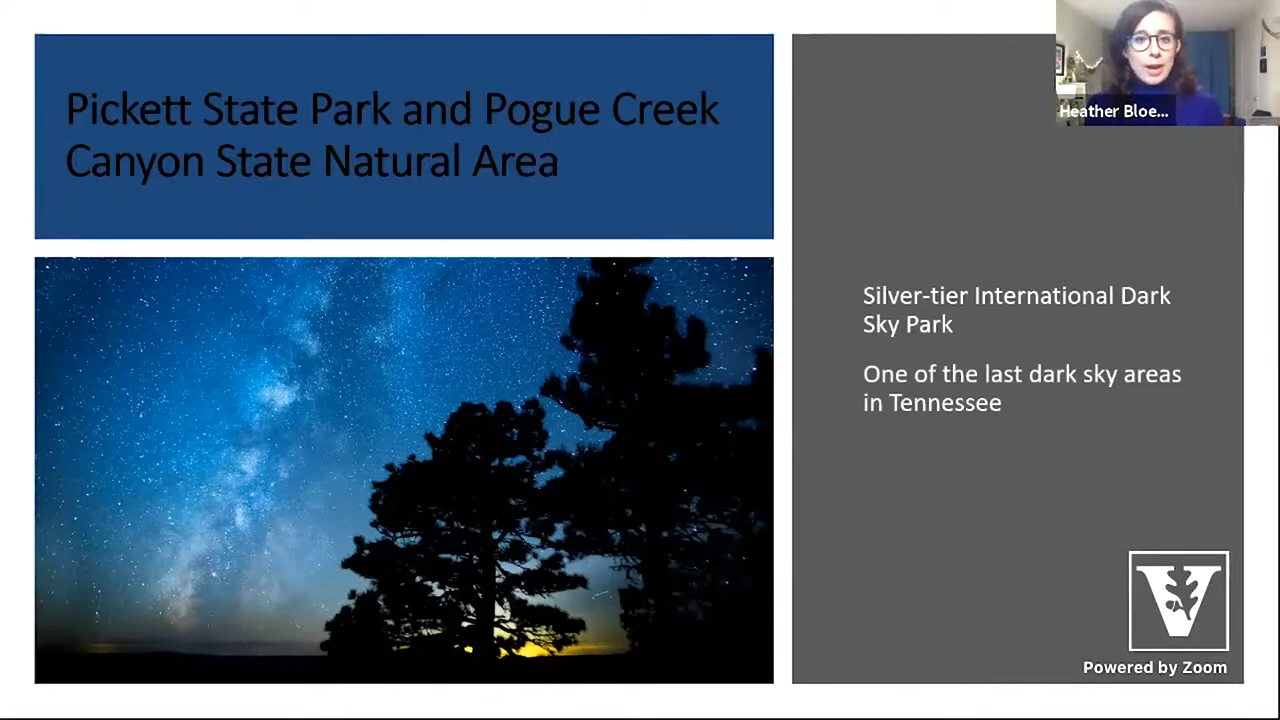 Pickett State Park and Pogue Creek
Canyon State Natural Area
Heather Bloe...
Silver-tier International Dark
Sky Park
One of the last dark sky areas
in Tennessee
V
Powered by Zoom